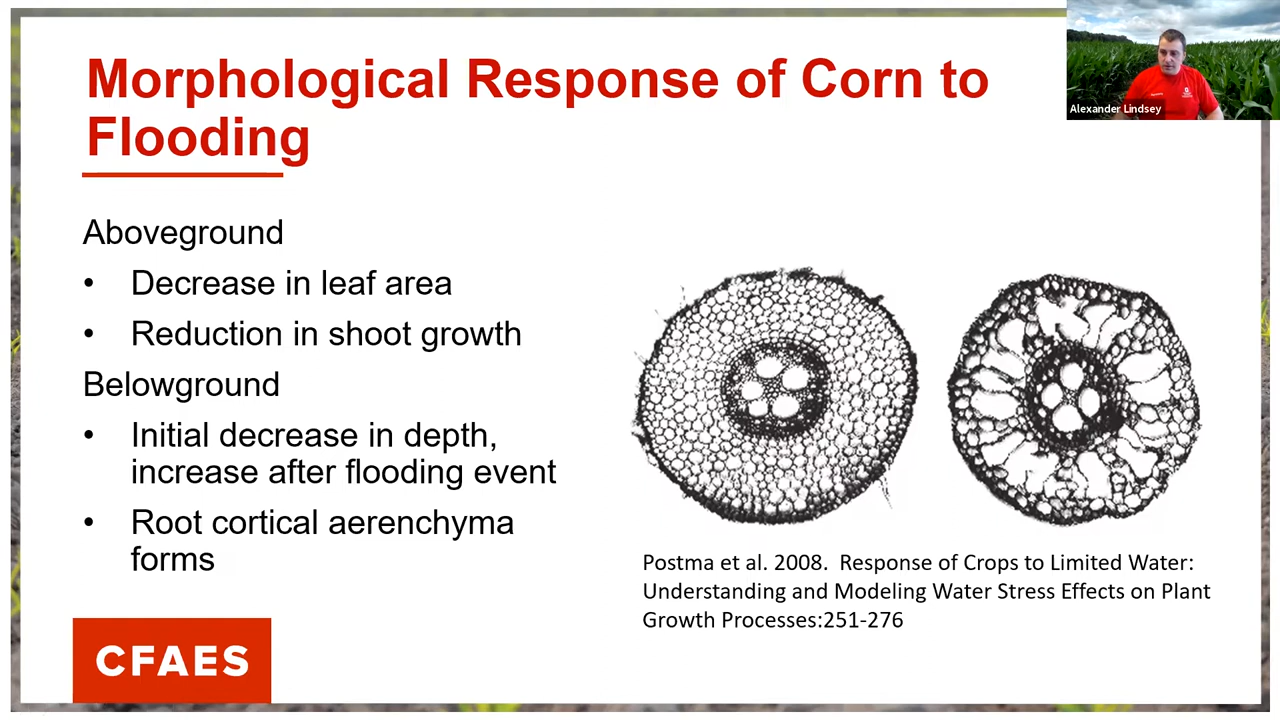 Morphological Response of Corn to
Flooding
Alexander Lindsey
Aboveground
• Decrease in leaf area
• Reduction in shoot growth
Belowground
• Initial decrease in depth,
increase after flooding event
• Root cortical aerenchyma
forms
Postma et al. 2008. Response of Crops to Limited Water:
Understanding and Modeling Water Stress Effects on Plant
Growth Processes:251-276
CFAES